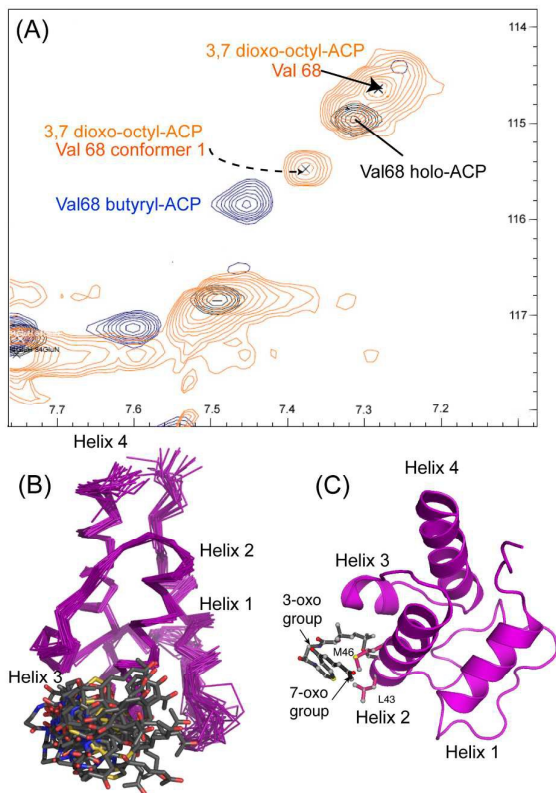 (A)
3,7 dioxo-octyl-ACP
Val 68
3,7 dioxo-octyl-ACP
Val 68 conformer 1
Val68 holo-ACP
Val68 butyryl-ACP
114
115
116
117
7.7
7.6
7.5
7.4
7.3
7.2
Helix 4
(B)
Helix 2
Helix 1
Helix 3
(C)
Helix 4
Helix 3
3-oxo
group
M46
7-oxo
group
L43
Helix 2
Helix 1